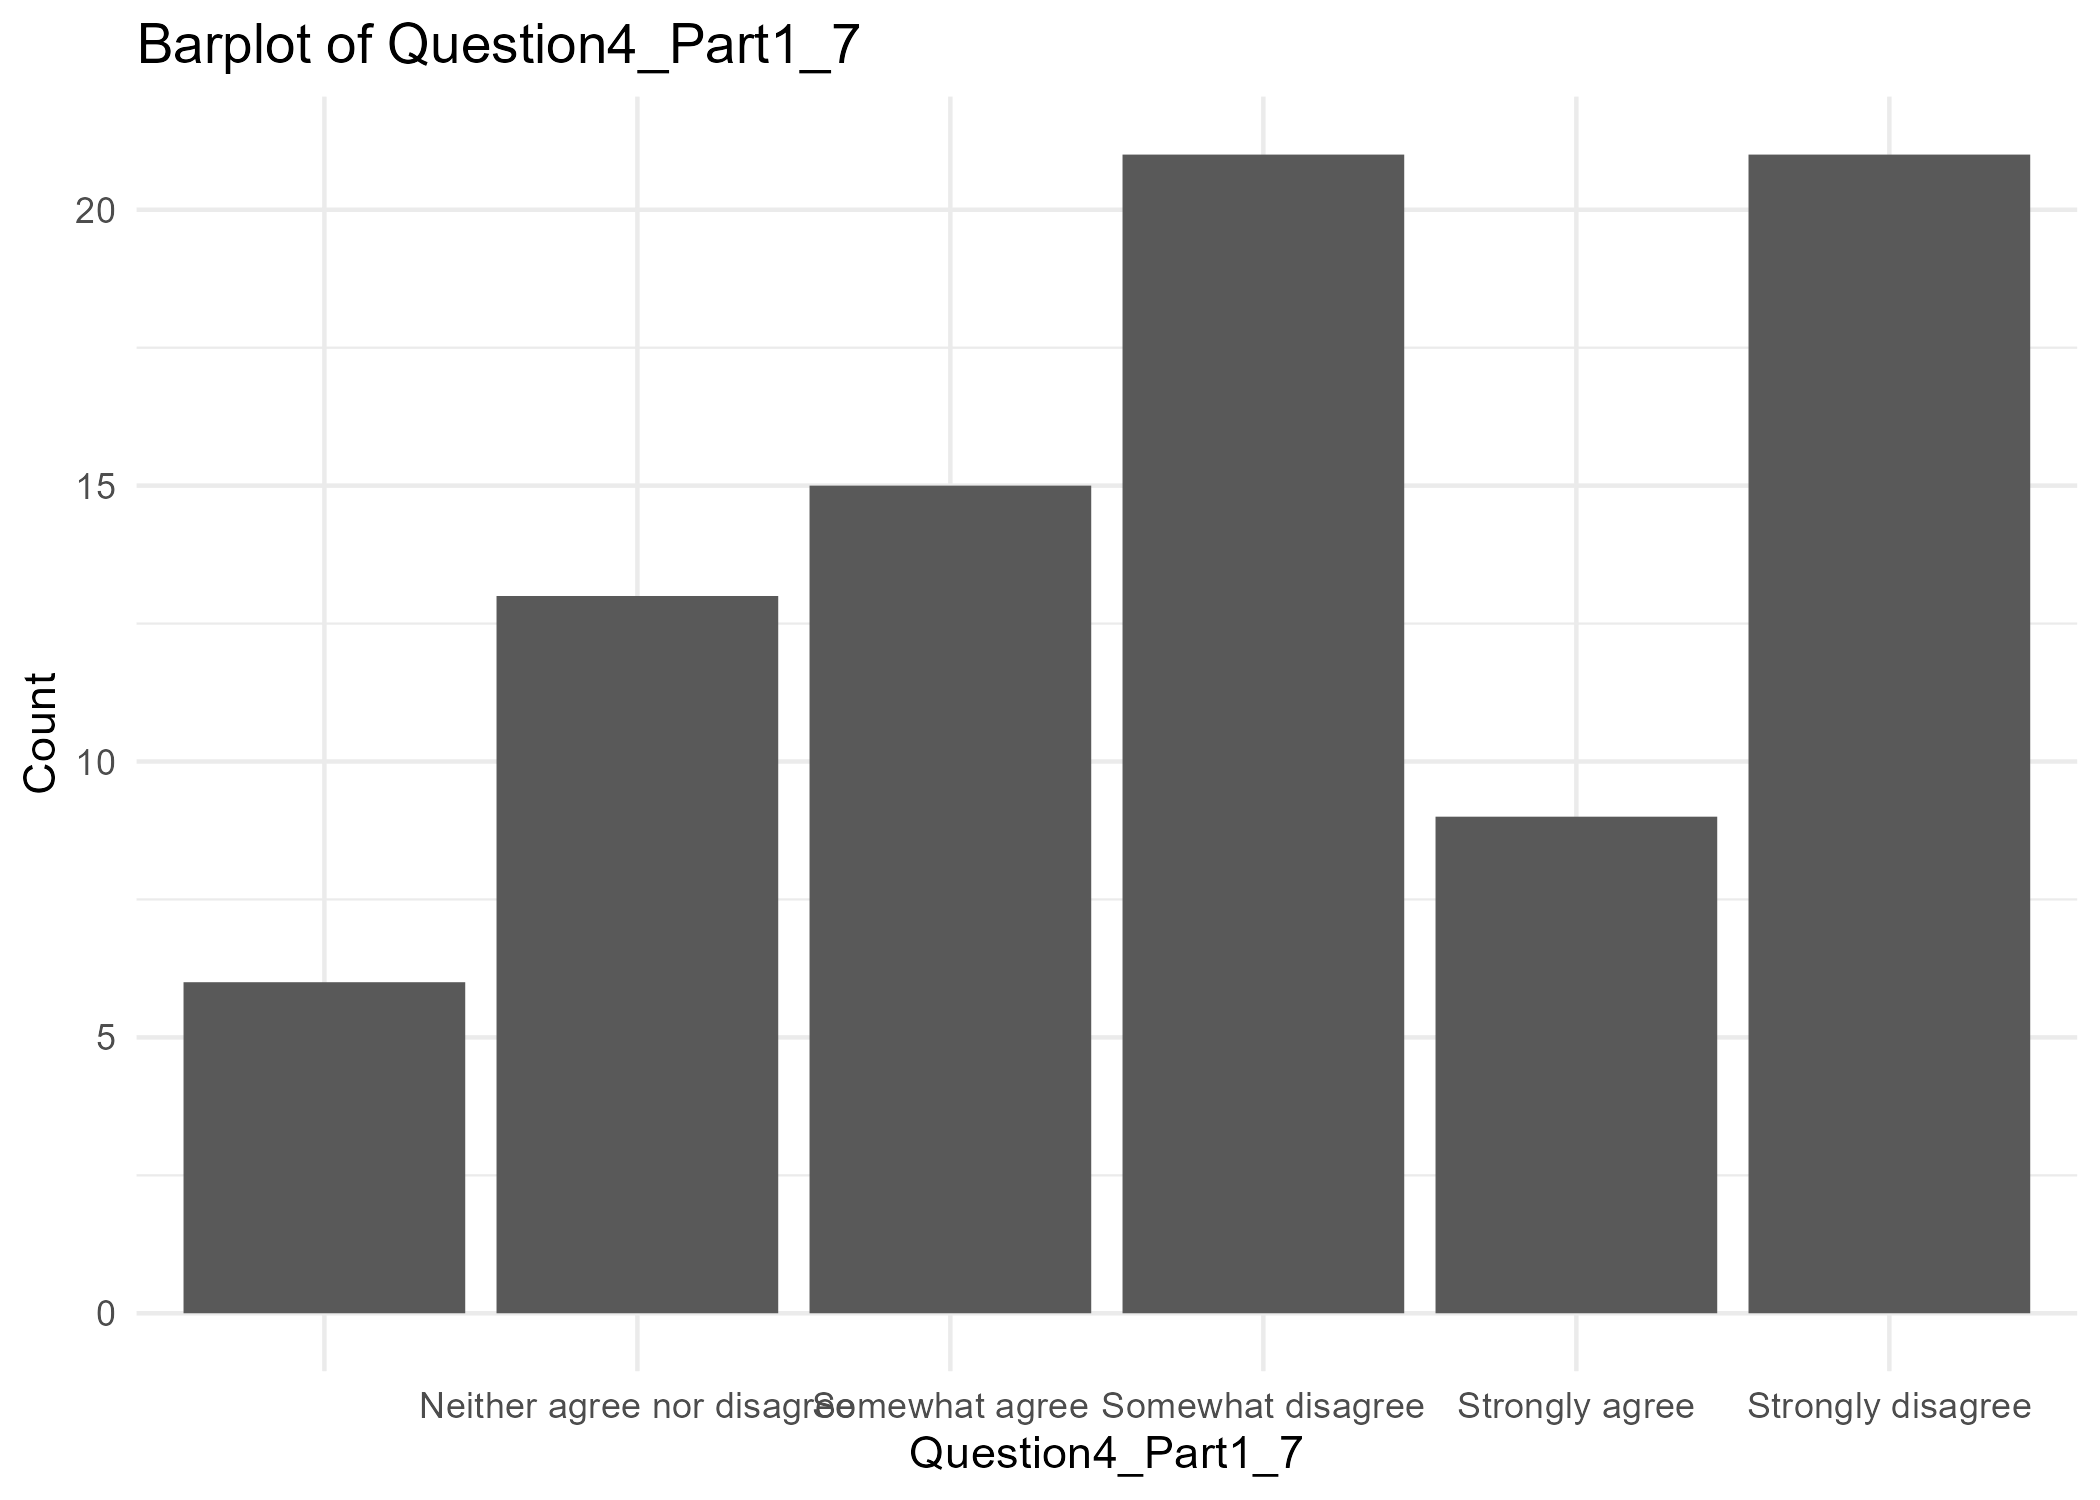 Barplot of Question4_Part1_7
Count
20
15
10
5
0
Neither agree nor disagree Somewhat agree Somewhat disagree Strongly agree Strongly disagree
Question4_Part1_7